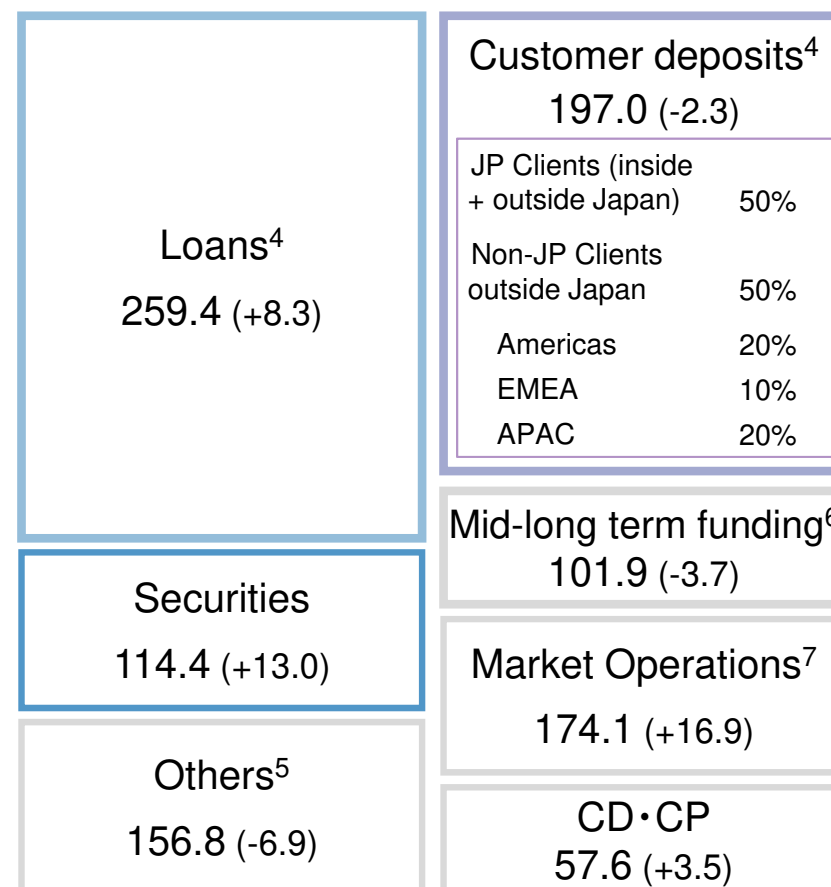 Loans⁴
259.4 (+8.3)
Securities
114.4 (+13.0)
Others⁵
156.8 (-6.9)
Customer deposits⁴
197.0 (-2.3)
JP Clients (inside
+ outside Japan) 50%
Non-JP Clients
outside Japan 50%
Americas 20%
EMEA 10%
APAC 20%
Mid-long term funding⁶
101.9 (-3.7)
Market Operations⁷
174.1 (+16.9)
CD・CP
57.6 (+3.5)